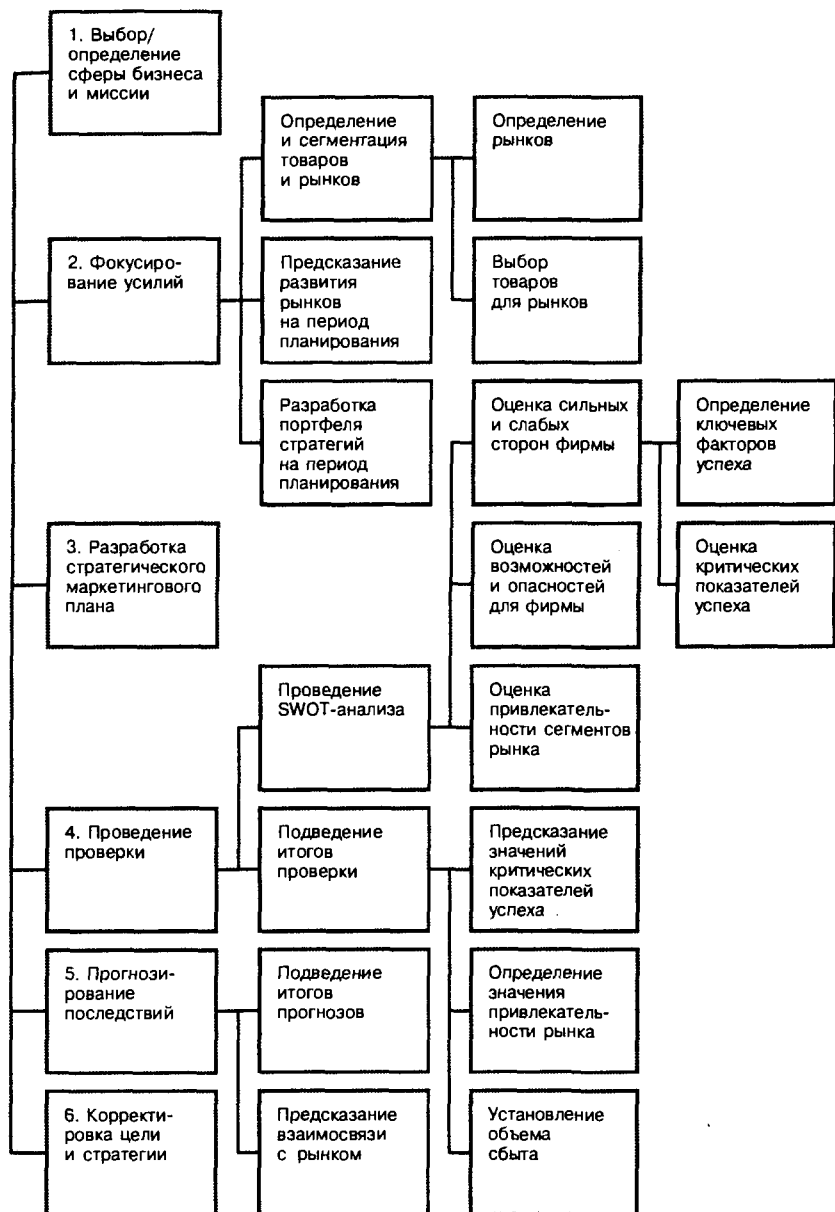 1. Выбор/
определение
сферы бизнеса
и миссии
Определение
и сегментация
товаров
и рынков
Определение
рынков
2. Фокусиро-
вание усилий
Предсказание
развития
рынков
на период
планирования
Выбор
товаров
для рынков
Разработка
портфеля
стратегий
на период
планирования
Оценка сильных
и слабых
сторон фирмы
Определение
ключевых
факторов
успеха
3. Разработка
стратегического
маркетингового
плана
Оценка
возможностей
и опасностей
для фирмы
Оценка
критических
показателей
успеха
Проведение
SWOT-анализа
Оценка
привлекатель-
ности сегментов
рынка
4. Проведение
проверки
Подведение
итогов
проверки
Предсказание
значений
критических
показателей
успеха
5. Прогнози-
рование
последствий
Подведение
итогов
прогнозов
Определение
значения
привлекатель-
ности рынка
6. Корректи-
ровка цели
и стратегии
Предсказание
взаимосвязи
с рынком
Установление
объема
сбыта